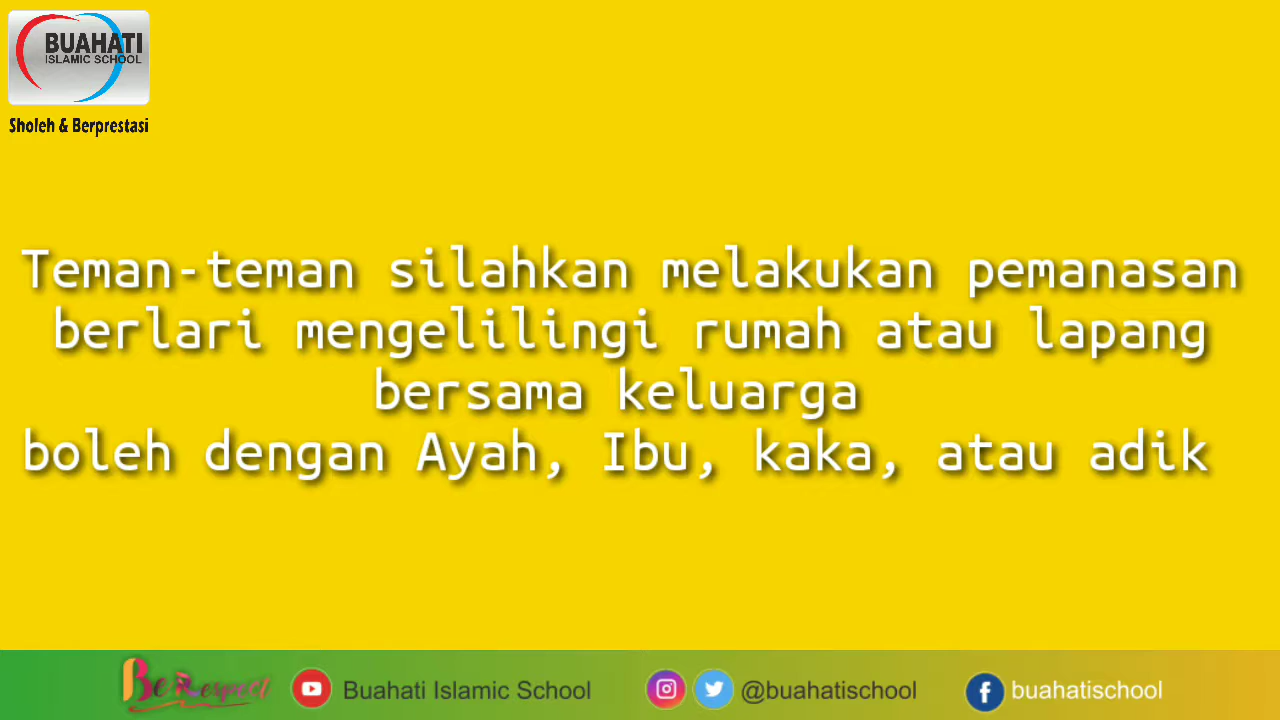 BUAHATI
ISLAMIC SCHOOL
Sholeh & Berprestasi
Teman-teman silahkan melakukan pemanasan
berlari mengelilingi rumah atau lapang
bersama keluarga
boleh dengan Ayah, Ibu, kaka, atau adik
BeRespect Buahati Islamic School @buahatischool buahatischool